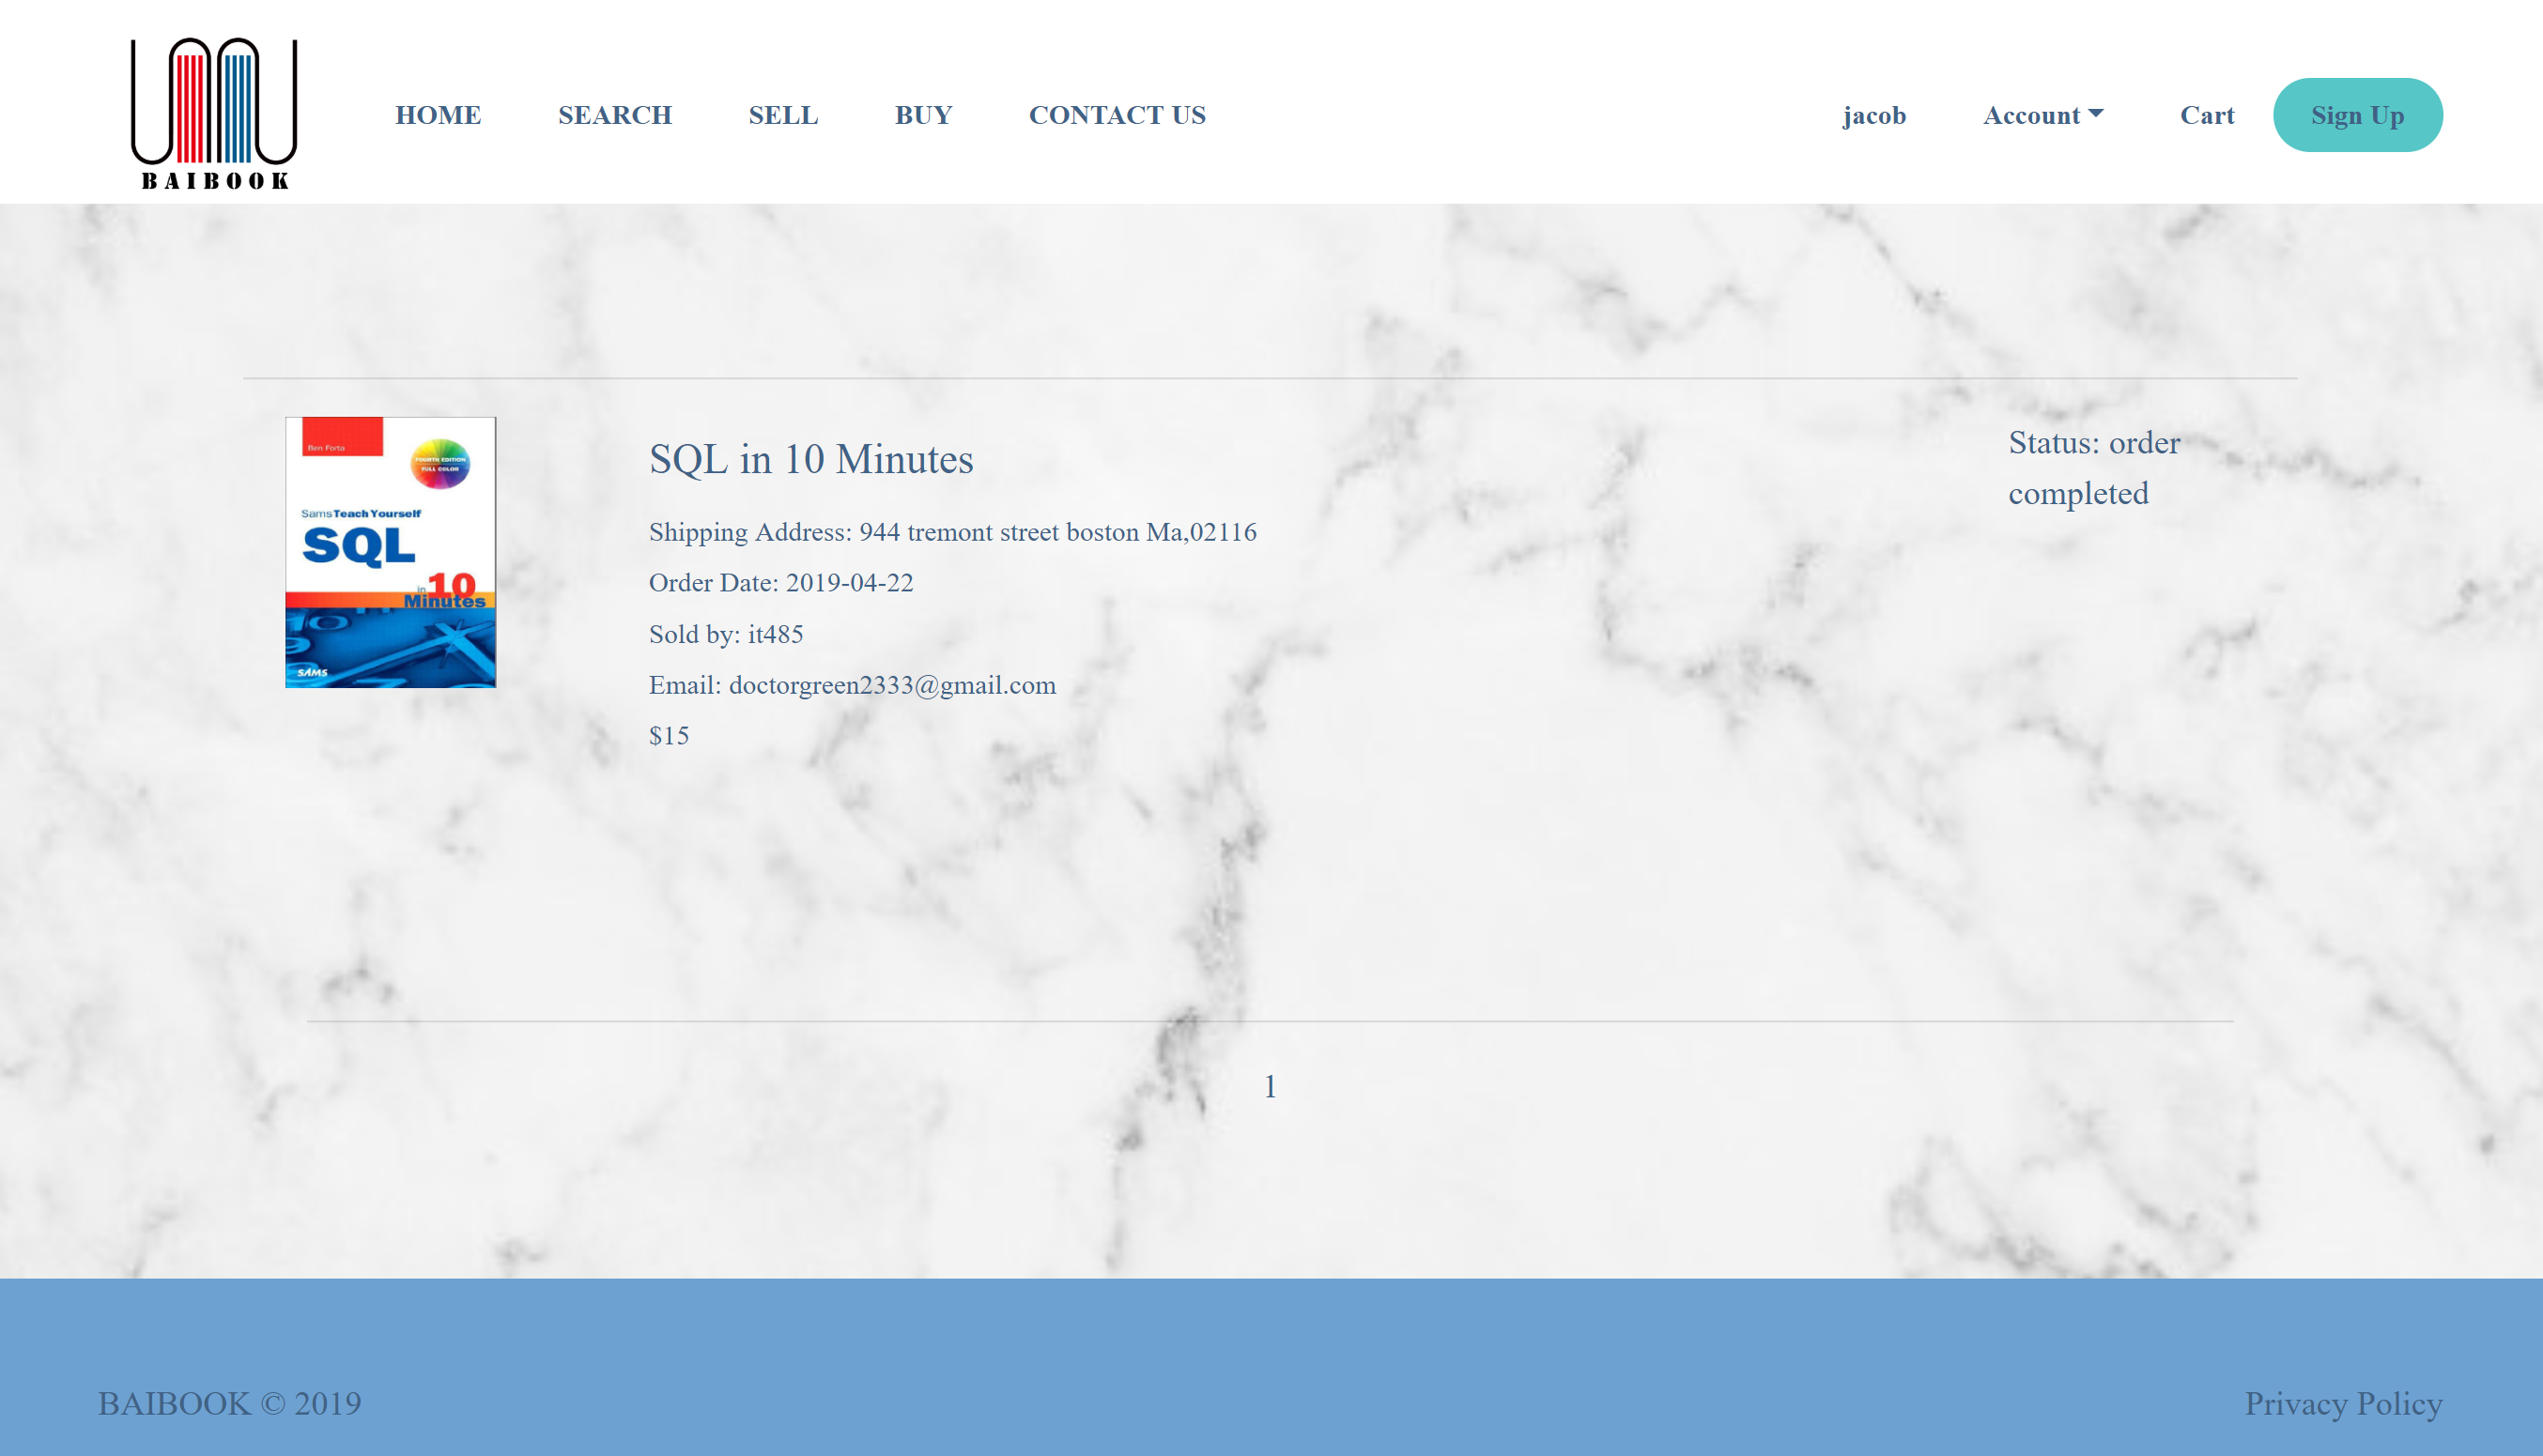 BAIBOOK
HOME SEARCH SELL BUY CONTACT US jacob Account Cart Sign Up
Ben Forta
FOURTH EDITION
FULL COLOR
Sams Teach Yourself
SQL
in 10
Minutes
SAMS
SQL in 10 Minutes
Shipping Address: 944 tremont street boston Ma,02116
Order Date: 2019-04-22
Sold by: it485
Email: doctorgreen2333@gmail.com
$15
Status: order
completed
1
BAIBOOK © 2019
Privacy Policy